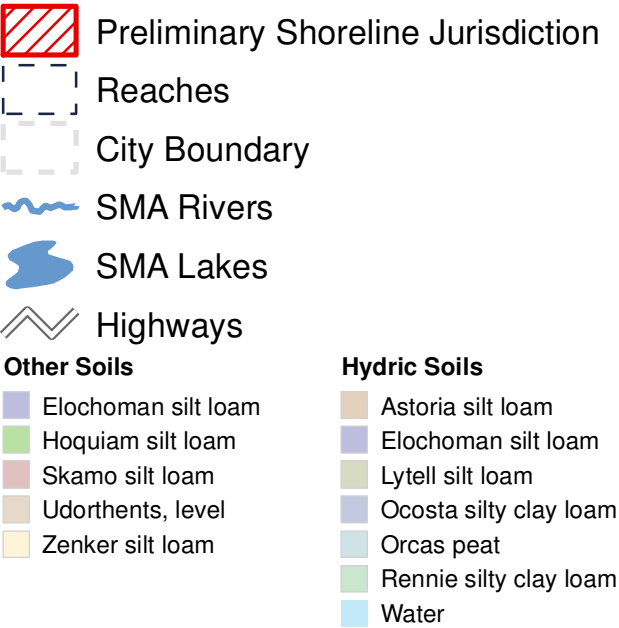 Preliminary Shoreline Jurisdiction
Reaches
City Boundary
SMA Rivers
SMA Lakes
Highways
Other Soils
Elochoman silt loam
Hoquiam silt loam
Skamo silt loam
Udorthents, level
Zenker silt loam
Hydric Soils
Astoria silt loam
Elochoman silt loam
Lytell silt loam
Ocosta silty clay loam
Orcas peat
Rennie silty clay loam
Water